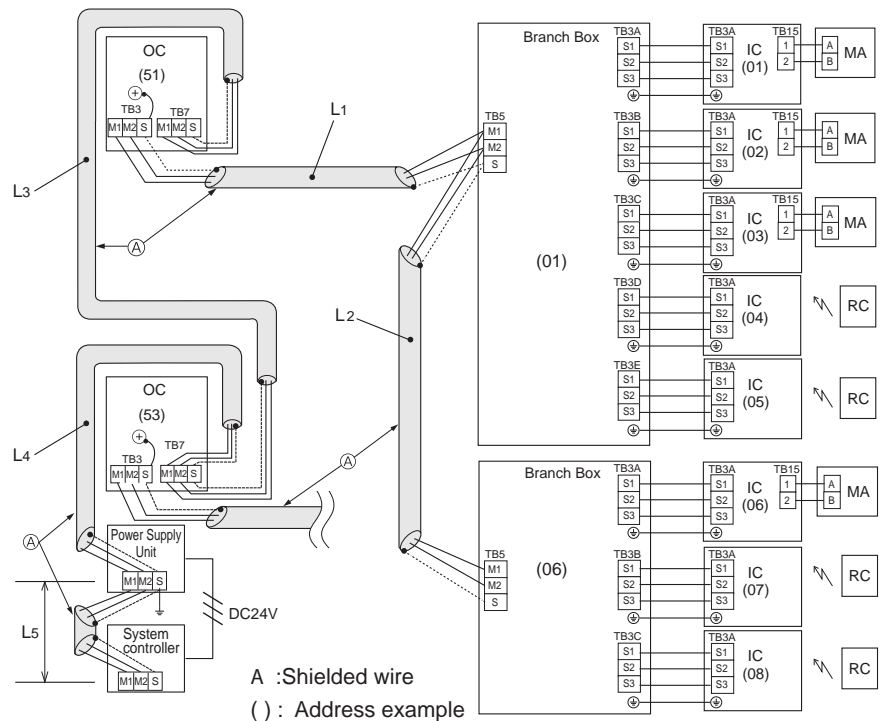 OC
(51)
TB3
TB7
M1 M2 S
M1 M2 S
L1
L3
A
TB5
M1
M2
S
Branch Box
(01)
TB3A
S1
S2
S3
TB3A
S1
S2
S3
IC
(01)
TB15
1
2
A
B
MA
TB3B
S1
S2
S3
TB3A
S1
S2
S3
IC
(02)
TB15
1
2
A
B
MA
TB3C
S1
S2
S3
TB3A
S1
S2
S3
IC
(03)
TB15
1
2
A
B
MA
TB3D
S1
S2
S3
TB3A
S1
S2
S3
IC
(04)
RC
TB3E
S1
S2
S3
TB3A
S1
S2
S3
IC
(05)
RC
L2
OC
(53)
TB3
TB7
M1 M2 S
M1 M2 S
L4
A
A
Power Supply
Unit
M1 M2 S
DC24V
L5
System
controller
M1 M2 S
TB5
M1
M2
S
Branch Box
(06)
TB3A
S1
S2
S3
TB3A
S1
S2
S3
IC
(06)
TB15
1
2
A
B
MA
TB3B
S1
S2
S3
TB3A
S1
S2
S3
IC
(07)
RC
TB3C
S1
S2
S3
TB3A
S1
S2
S3
IC
(08)
RC
A :Shielded wire
( ) : Address example